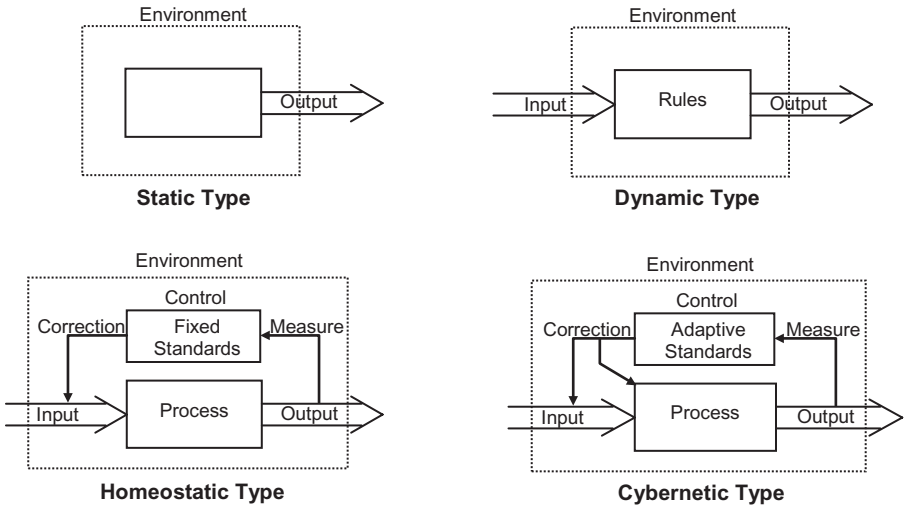 Environment
Output
Static Type
Environment
Input
Rules
Output
Dynamic Type
Environment
Control
Correction
Fixed
Standards
Measure
Input
Process
Output
Homeostatic Type
Environment
Control
Correction
Adaptive
Standards
Measure
Input
Process
Output
Cybernetic Type